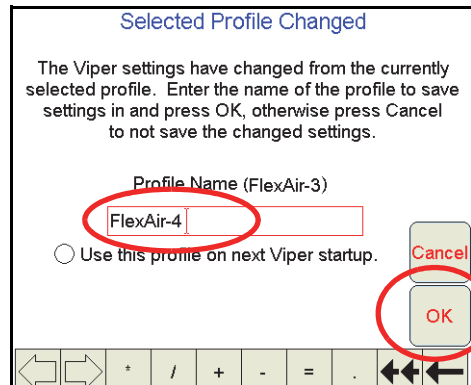 Selected Profile Changed
The Viper settings have changed from the currently
selected profile. Enter the name of the profile to save
settings in and press OK, otherwise press Cancel
to not save the changed settings.
Profile Name (FlexAir-3)
FlexAir-4
Use this profile on next Viper startup.
Cancel
OK
* / + - = .